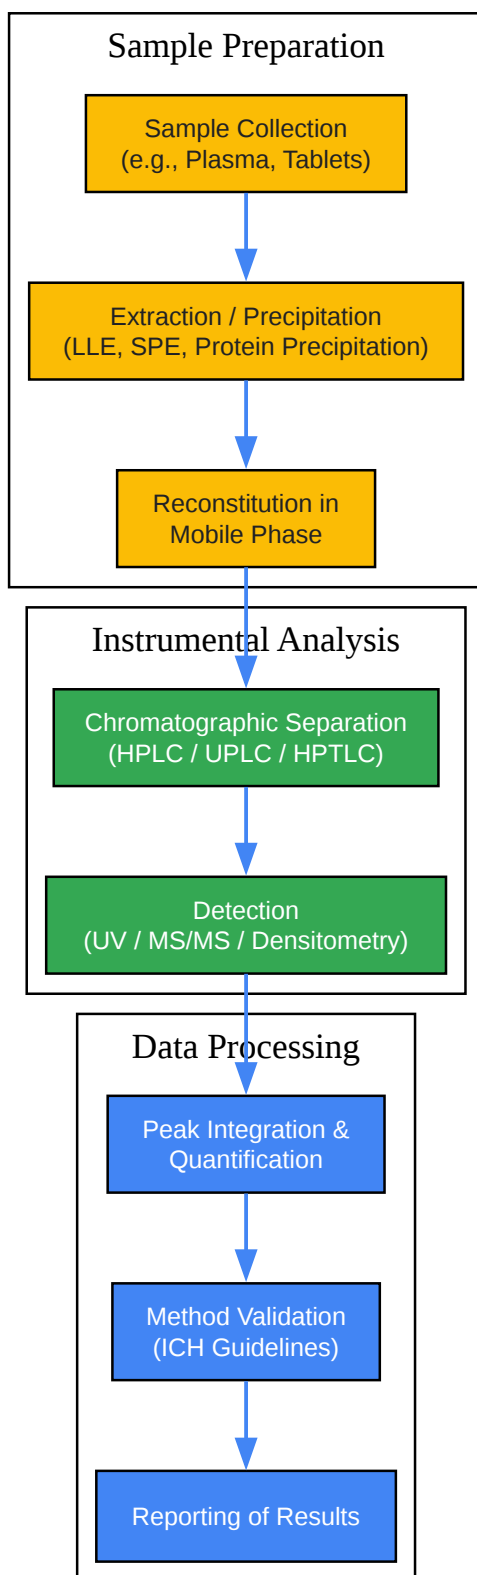 Sample Preparation
Sample Collection
(e.g., Plasma, Tablets)
Extraction / Precipitation
(LLE, SPE, Protein Precipitation)
Reconstitution in
Mobile Phase
Instrumental Analysis
Chromatographic Separation
(HPLC / UPLC / HPTLC)
Detection
(UV / MS/MS / Densitometry)
Data Processing
Peak Integration &
Quantification
Method Validation
(ICH Guidelines)
Reporting of Results